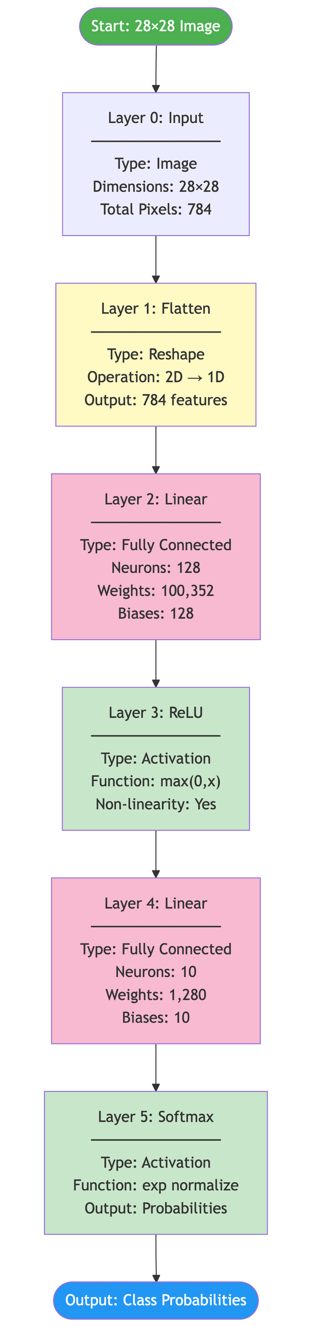 Start: 28×28 Image
Layer 0: Input
Type: Image
Dimensions: 28×28
Total Pixels: 784
Layer 1: Flatten
Type: Reshape
Operation: 2D → 1D
Output: 784 features
Layer 2: Linear
Type: Fully Connected
Neurons: 128
Weights: 100,352
Biases: 128
Layer 3: ReLU
Type: Activation
Function: max(0,x)
Non-linearity: Yes
Layer 4: Linear
Type: Fully Connected
Neurons: 10
Weights: 1,280
Biases: 10
Layer 5: Softmax
Type: Activation
Function: exp normalize
Output: Probabilities
Output: Class Probabilities